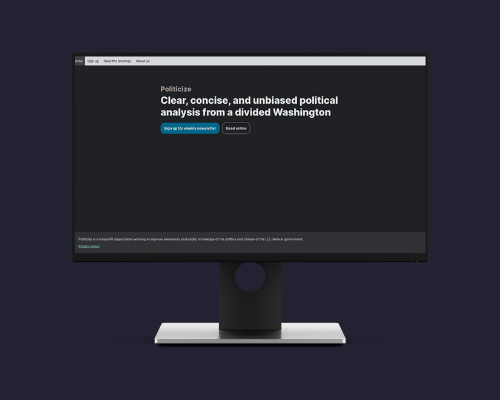 Home Sign up Read the briefings About us
Politicize
Clear, concise, and unbiased political
analysis from a divided Washington
Sign up for weekly newsletter Read online
Politicize is a nonprofit organization working to improve awareness and public knowledge of the politics and choices of the U.S. federal government.
Privacy policy